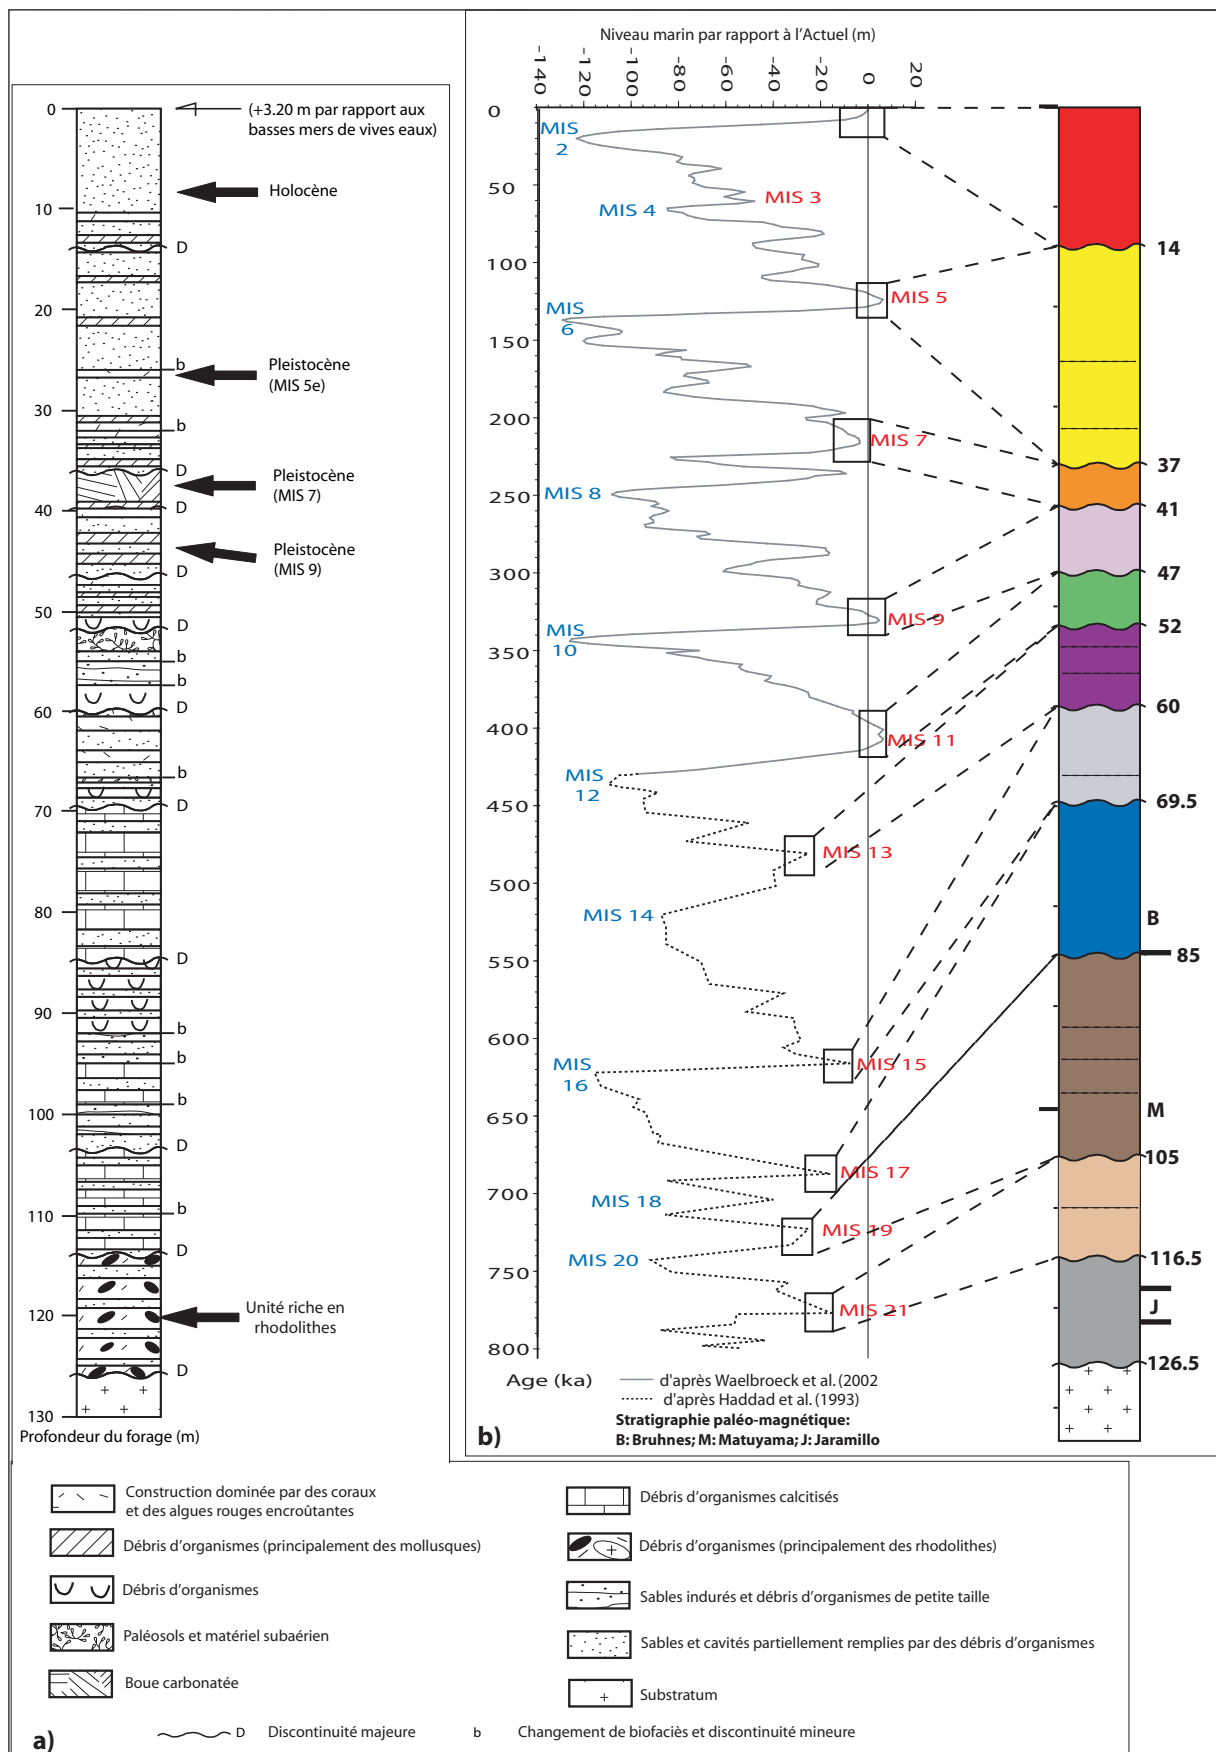 Niveau marin par rapport à l'Actuel (m)
-140 -120 -100 -80 -60 -40 -20 0 20
0
10
20
30
40
50
60
70
80
90
100
110
120
130
Profondeur du forage (m)
(+3.20 m par rapport aux
basses mers de vives eaux)
Holocène
D
b
Pleistocène
(MIS 5e)
b
D
Pleistocène
(MIS 7)
D
Pleistocène
(MIS 9)
D
D
b
b
D
b
D
D
b
b
b
D
b
D
Unité riche en
rhodolithes
D
0
50
100
150
200
250
300
350
400
450
500
550
600
650
700
750
800
Age (ka)
MIS
2
MIS 3
MIS 4
MIS 5
MIS
6
MIS 7
MIS 8
MIS 9
MIS
10
MIS 11
MIS
12
MIS 13
MIS 14
MIS 15
MIS
16
MIS 17
MIS 18
MIS 19
MIS 20
MIS 21
14
37
41
47
52
60
69.5
B
85
M
105
116.5
J
126.5
d'après Waelbroeck et al. (2002
d'après Haddad et al. (1993)
Stratigraphie paléo-magnétique:
B: Bruhnes; M: Matuyama; J: Jaramillo
b)
Construction dominée par des coraux
et des algues rouges encroûtantes
Débris d'organismes (principalement des mollusques)
Débris d'organismes
Paléosols et matériel subaérien
Boue carbonatée
Débris d'organismes calcitisés
Débris d'organismes (principalement des rhodolithes)
Sables indurés et débris d'organismes de petite taille
Sables et cavités partiellement remplies par des débris d'organismes
Substratum
a)
D Discontinuité majeure
b Changement de biofaciès et discontinuité mineure